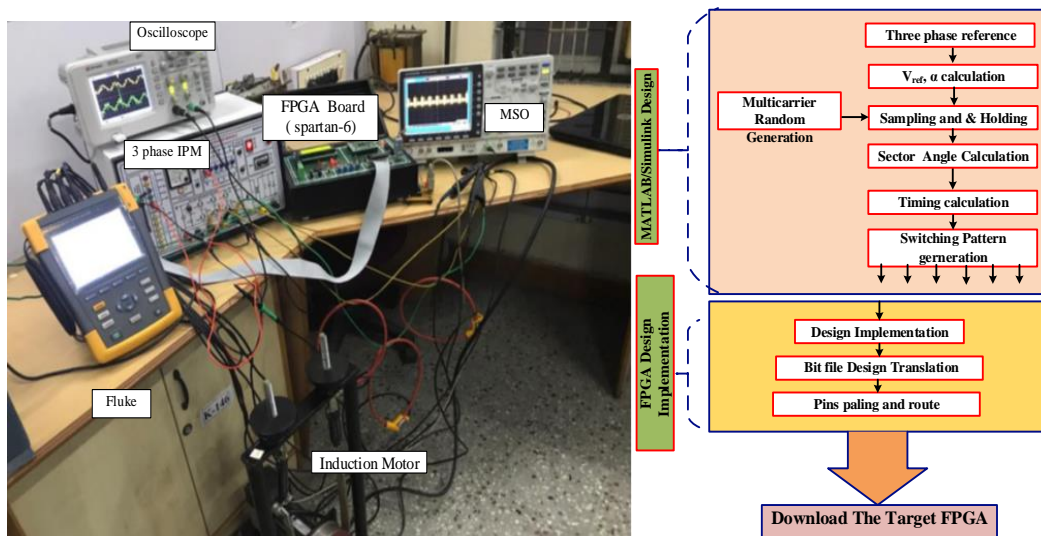 Oscilloscope
FPGA Board
( spartan-6)
MSO
3 phase IPM
Fluke
K-146
Induction Motor
MATLAB/Simulink Design
Three phase reference
Vref, α calculation
Multicarrier
Random
Generation
Sampling and & Holding
Sector Angle Calculation
Timing calculation
Switching Pattern
gerneration
FPGA Design
Implementation
Design Implementation
Bit file Design Translation
Pins paling and route
Download The Target FPGA